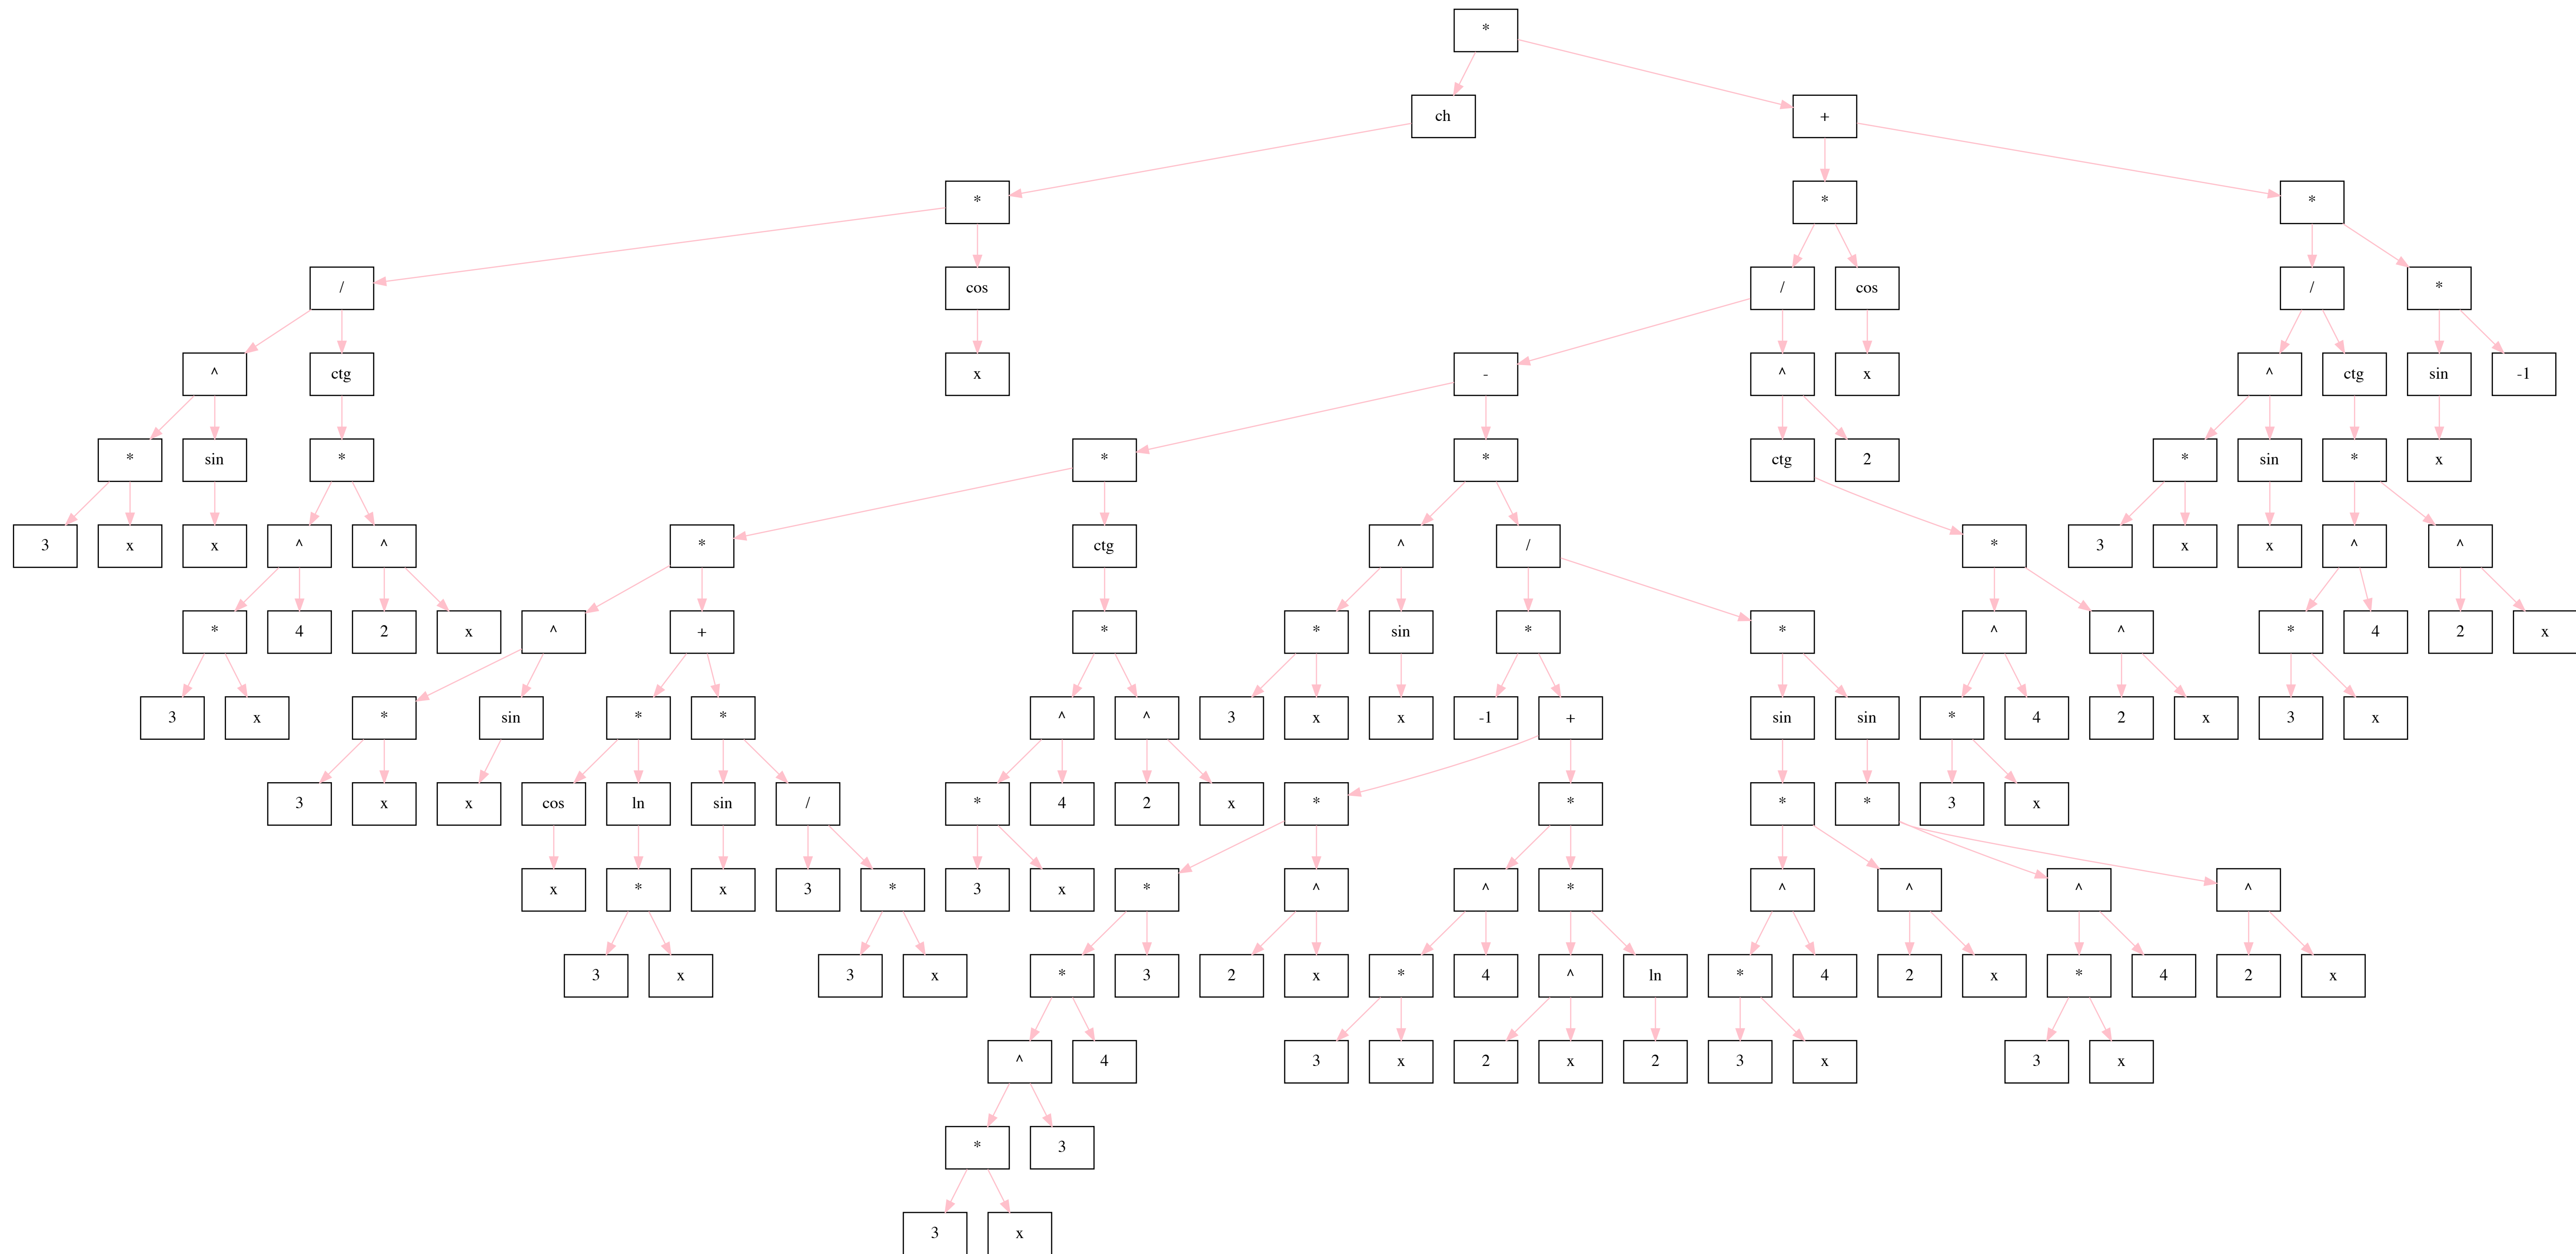 *
ch +
* * *
/ cos / cos / *
^ ctg x - ^ x ^ ctg sin -1
* sin * * * ctg 2 * sin * x
3 x x ^ ^ * ctg ^ / * 3 x x ^ ^
* 4 2 x ^ + * * sin * * ^ ^ * 4 2 x
3 x * sin * * ^ ^ 3 x x -1 + sin sin * 4 2 x 3 x
3 x x cos ln sin / * 4 2 x * * * * 3 x
x * x 3 * 3 x * ^ ^ * ^ ^ ^ ^
3 x 3 x * 3 2 x * 4 ^ ln * 4 2 x * 4 2 x
^ 4 3 x 2 x 2 3 x 3 x
* 3
3 x